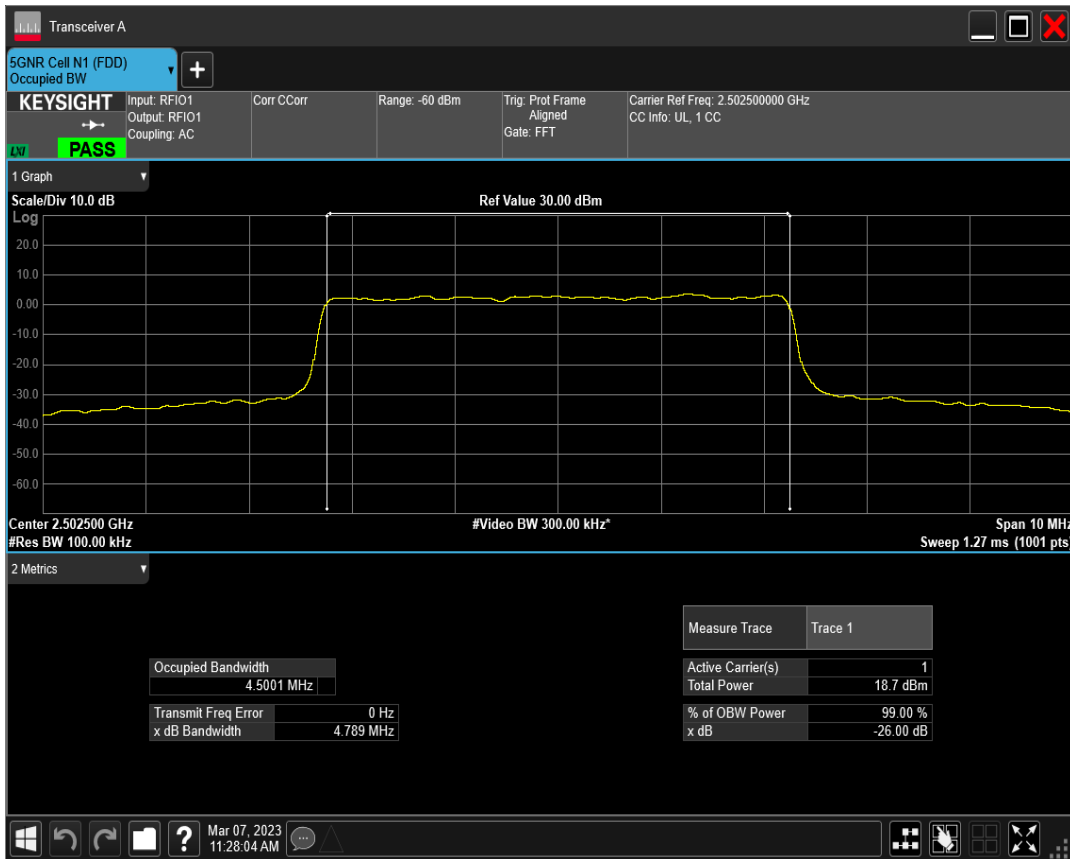 Transceiver A
5GNR Cell N1 (FDD)
Occupied BW
+
KEYSIGHT
LXI
PASS
Input: RFIO1
Output: RFIO1
Coupling: AC
Corr CCorr
Range: -60 dBm
Trig: Prot Frame
Aligned
Gate: FFT
Carrier Ref Freq: 2.502500000 GHz
CC Info: UL, 1 CC
1 Graph
Scale/Div 10.0 dB
Ref Value 30.00 dBm
Log
20.0
10.0
0.00
-10.0
-20.0
-30.0
-40.0
-50.0
-60.0
Center 2.502500 GHz
#Video BW 300.00 kHz*
Span 10 MHz
#Res BW 100.00 kHz
Sweep 1.27 ms (1001 pts)
2 Metrics
Measure Trace Trace 1
Occupied Bandwidth
4.5001 MHz
Active Carrier(s) 1
Total Power 18.7 dBm
Transmit Freq Error 0 Hz
x dB Bandwidth 4.789 MHz
% of OBW Power 99.00 %
x dB -26.00 dB
?
Mar 07, 2023
11:28:04 AM